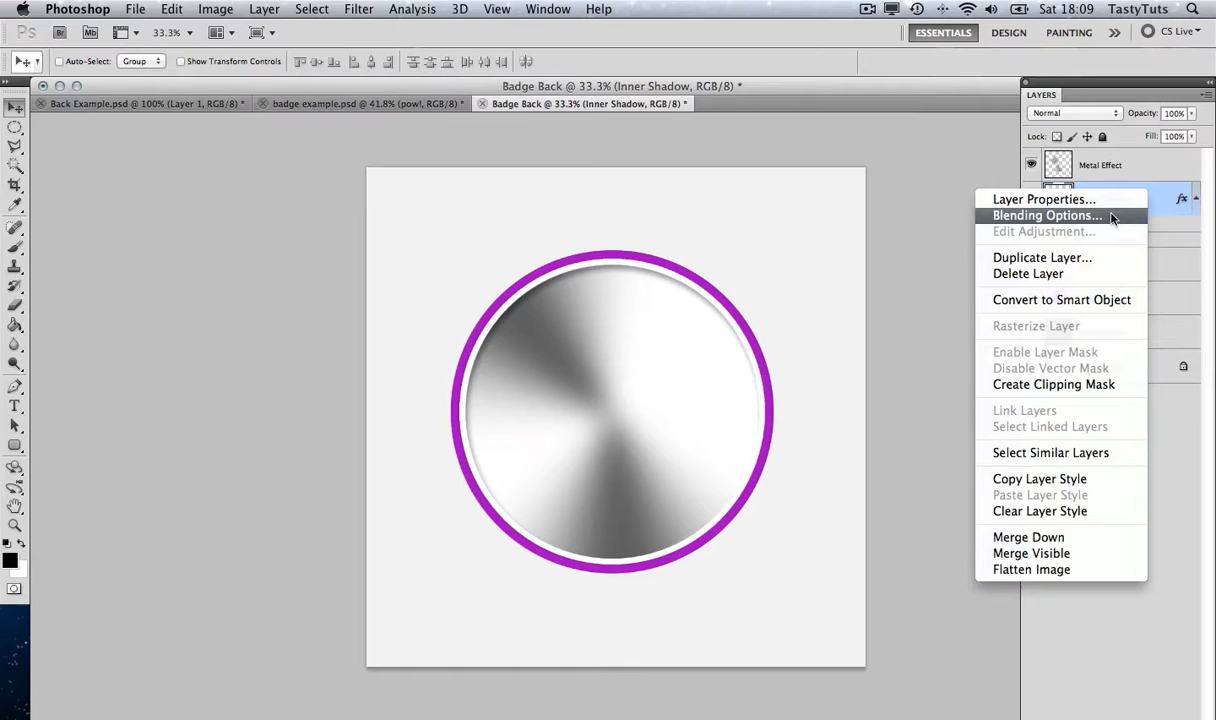 Photoshop File Edit Image Layer Select Filter Analysis 3D View Window Help Sat 18:09 TastyTuts
Ps Br Mb 33.3% ESSENTIALS DESIGN PAINTING CS Live
Auto-Select: Group Show Transform Controls
Badge Back @ 33.3% (Inner Shadow, RGB/8) *
Back Example.psd @ 100% (Layer 1, RGB/8) * badge example.psd @ 41.8% (pow!, RGB/8) * Badge Back @ 33.3% (Inner Shadow, RGB/8) *
LAYERS
Normal Opacity: 100%
Lock: Fill: 100%
Metal Effect
fx
Layer Properties...
Blending Options...
Edit Adjustment...
Duplicate Layer...
Delete Layer
Convert to Smart Object
Rasterize Layer
Enable Layer Mask
Disable Vector Mask
Create Clipping Mask
Link Layers
Select Linked Layers
Select Similar Layers
Copy Layer Style
Paste Layer Style
Clear Layer Style
Merge Down
Merge Visible
Flatten Image